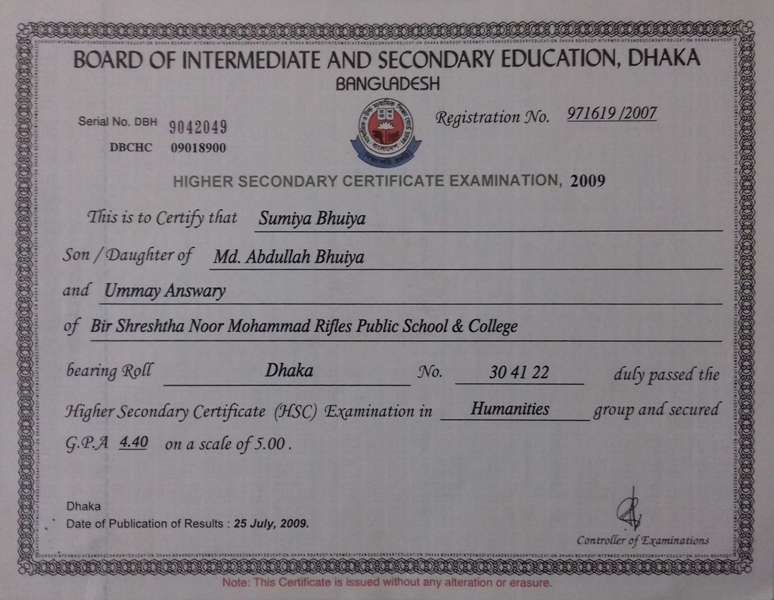 BOARD OF INTERMEDIATE AND SECONDARY EDUCATION, DHAKA
BANGLADESH
Serial No. DBH 9042049
Registration No. 971619 /2007
DBCHC 09018900
HIGHER SECONDARY CERTIFICATE EXAMINATION, 2009
This is to Certify that Sumiya Bhuiya
Son / Daughter of Md. Abdullah Bhuiya
and Ummay Answary
of Bir Shreshtha Noor Mohammad Rifles Public School & College
bearing Roll Dhaka No. 30 41 22 duly passed the
Higher Secondary Certificate (HSC) Examination in Humanities group and secured
G.P.A 4.40 on a scale of 5.00 .
Dhaka
Date of Publication of Results : 25 July, 2009.
Controller of Examinations
Note: This Certificate is issued without any alteration or erasure.